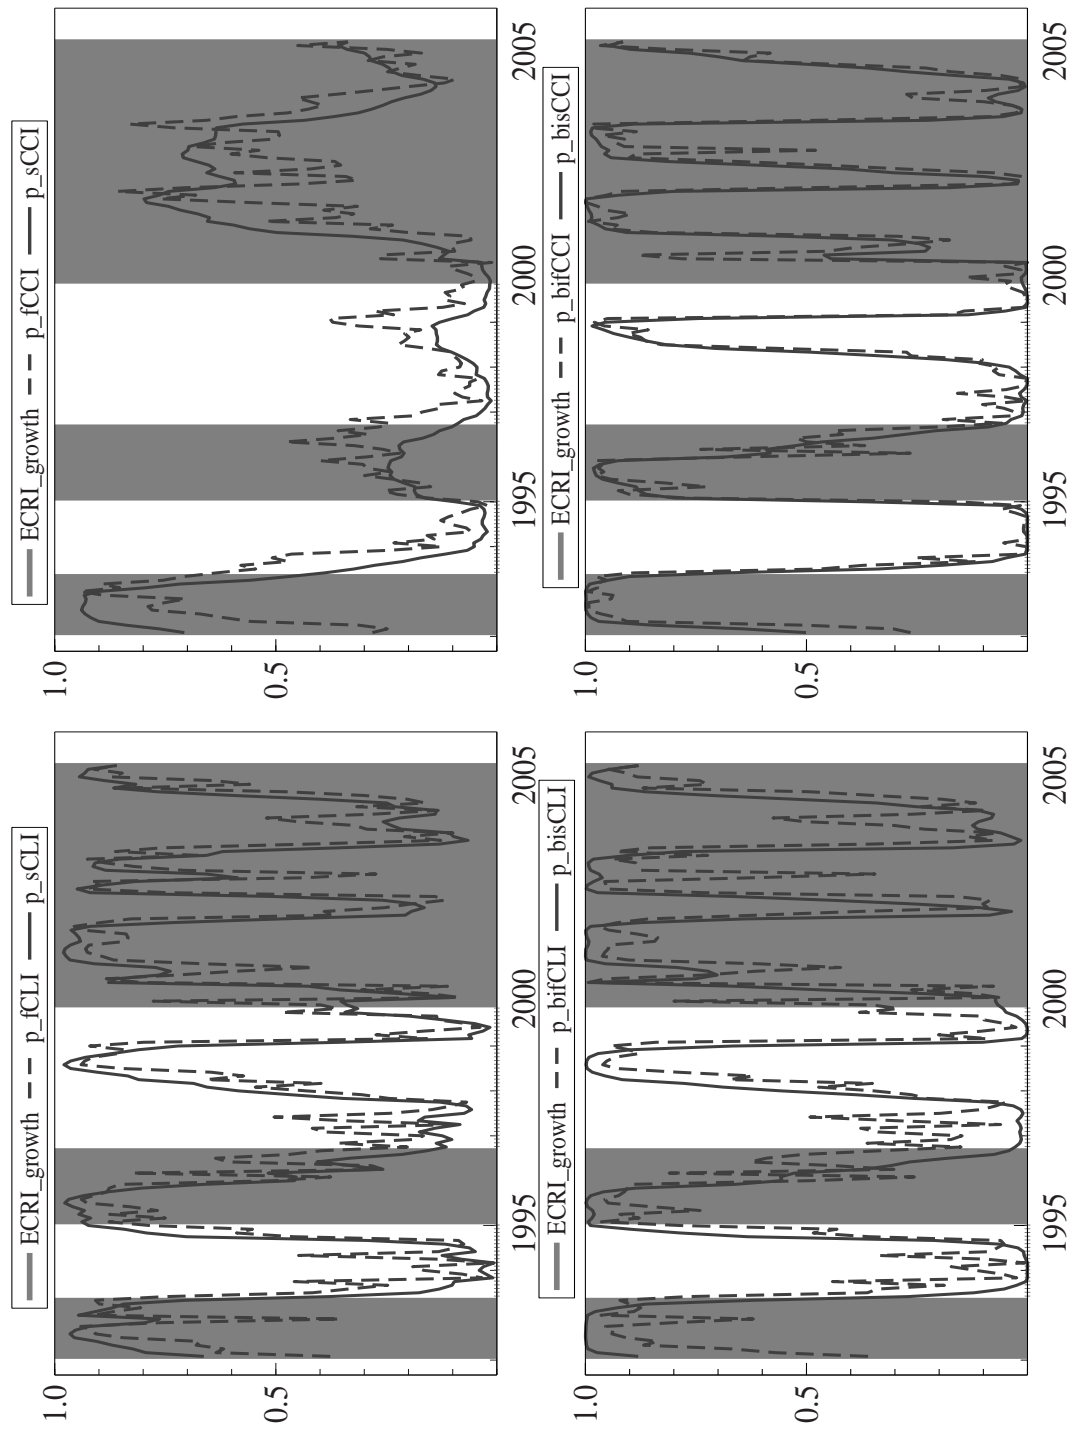 ECRI_growth p_fCLI p_sCLI
1.0
0.5
1995 2000 2005
ECRI_growth p_fCCI p_sCCI
1.0
0.5
1995 2000 2005
ECRI_growth p_bifCLI p_bisCLI
1.0
0.5
1995 2000 2005
ECRI_growth p_bifCCI p_bisCCI
1.0
0.5
1995 2000 2005